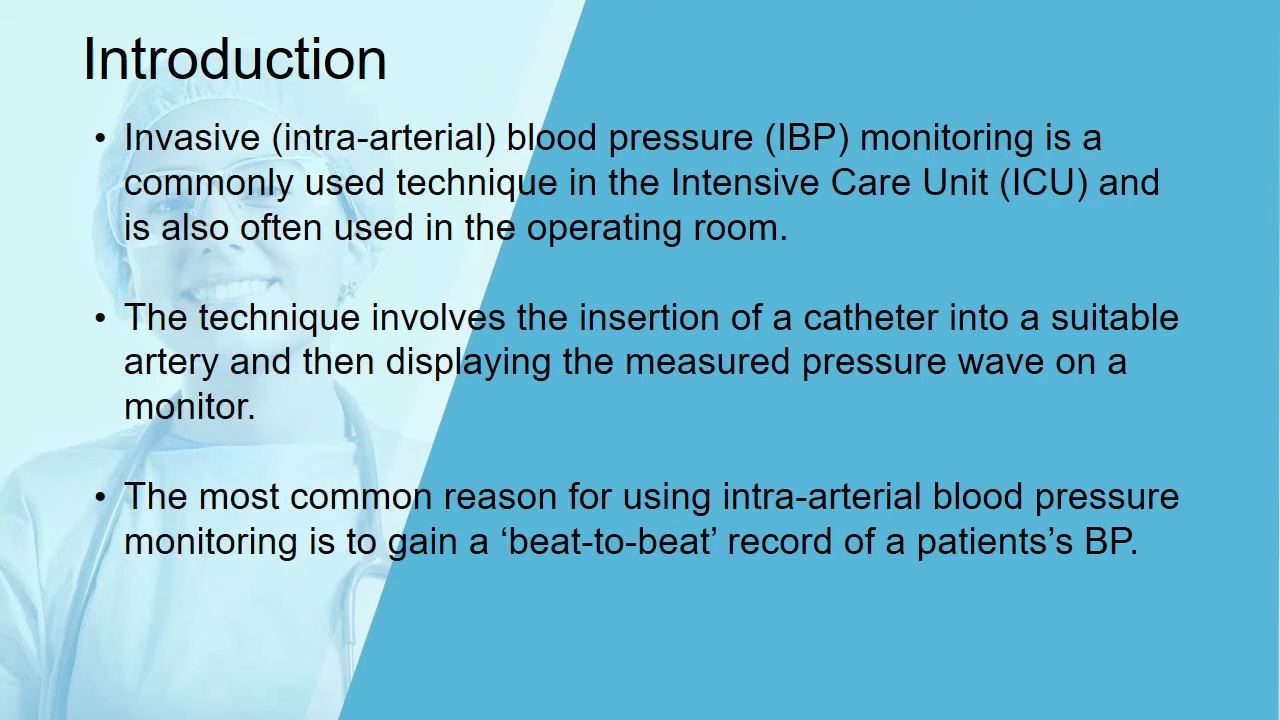 Introduction
• Invasive (intra-arterial) blood pressure (IBP) monitoring is a
commonly used technique in the Intensive Care Unit (ICU) and
is also often used in the operating room.
• The technique involves the insertion of a catheter into a suitable
artery and then displaying the measured pressure wave on a
monitor.
• The most common reason for using intra-arterial blood pressure
monitoring is to gain a ‘beat-to-beat’ record of a patients’s BP.